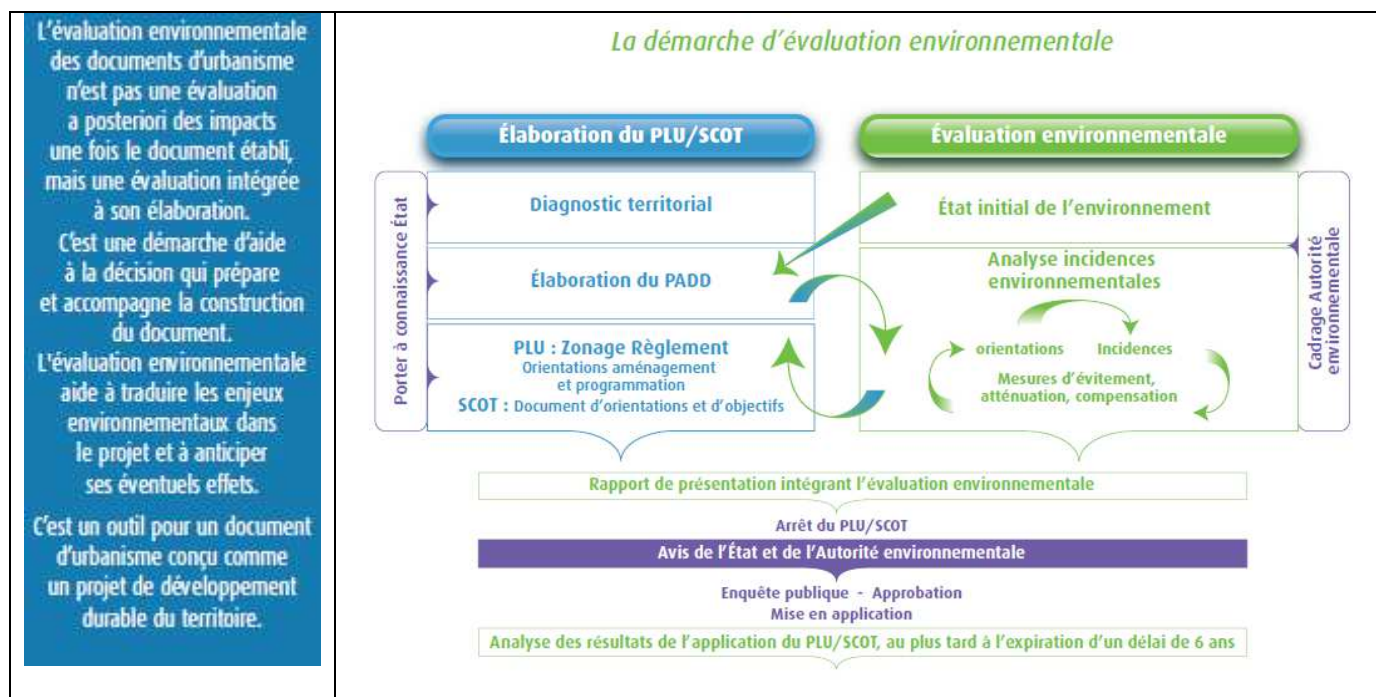 L'évaluation environnementale
des documents d'urbanisme
n'est pas une évaluation
a posteriori des impacts
une fois le document établi,
mais une évaluation intégrée
à son élaboration.
C'est une démarche d'aide
à la décision qui prépare
et accompagne la construction
du document.
L'évaluation environnementale
aide à traduire les enjeux
environnementaux dans
le projet et à anticiper
ses éventuels effets.
C'est un outil pour un document
d'urbanisme conçu comme
un projet de développement
durable du territoire.
La démarche d'évaluation environnementale
Élaboration du PLU/SCOT
Évaluation environnementale
Porter à connaissance État
Diagnostic territorial
État initial de l'environnement
Élaboration du PADD
Analyse incidences
environnementales
PLU : Zonage Règlement
Orientations aménagement
et programmation
SCOT : Document d'orientations et d'objectifs
orientations
Incidences
Mesures d'évitement,
atténuation, compensation
Cadrage Autorité
environnementale
Rapport de présentation intégrant l'évaluation environnementale
Arrêt du PLU/SCOT
Avis de l'État et de l'Autorité environnementale
Enquête publique - Approbation
Mise en application
Analyse des résultats de l'application du PLU/SCOT, au plus tard à l'expiration d'un délai de 6 ans